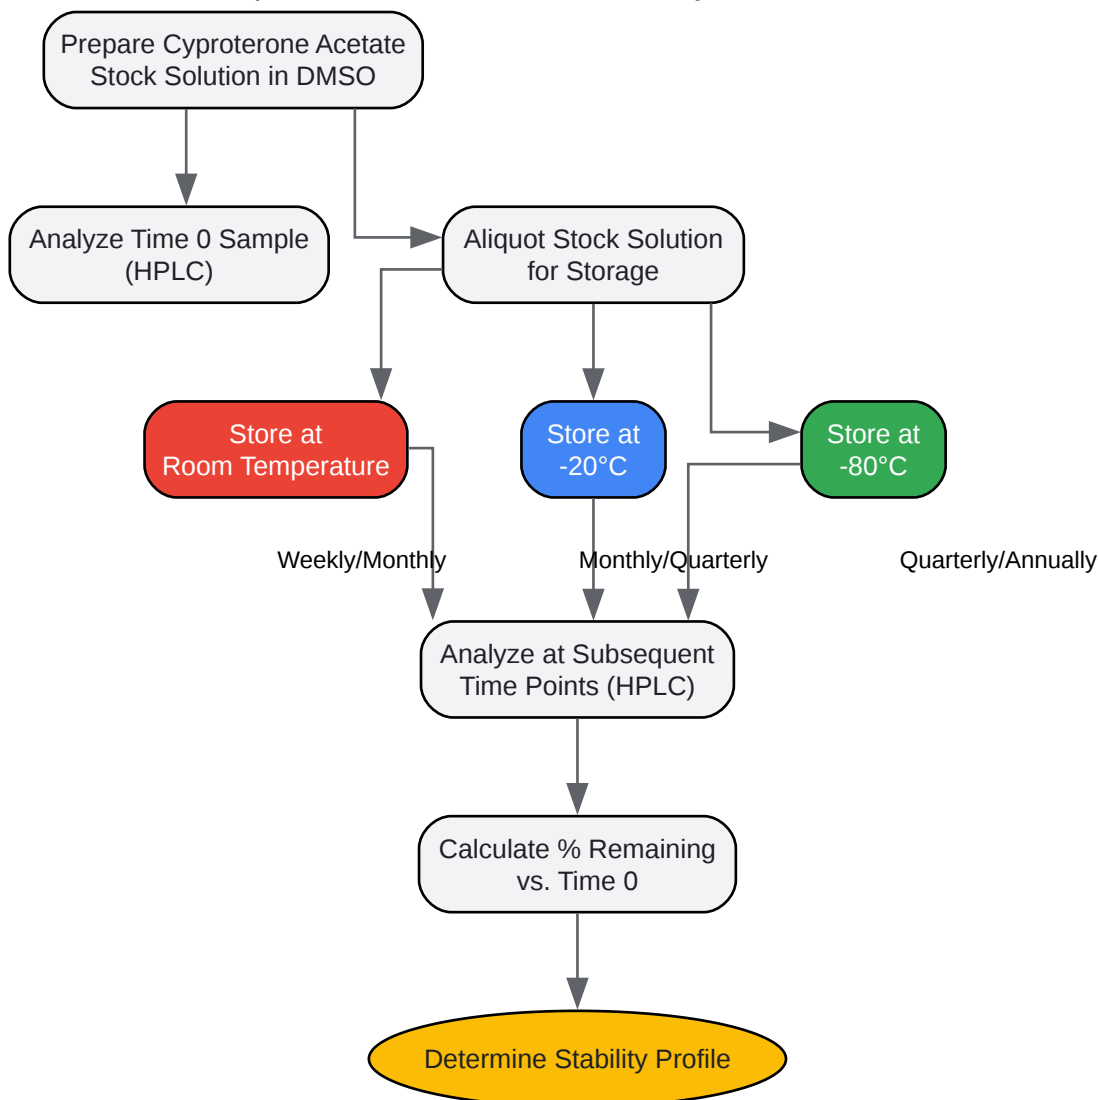 Prepare Cyproterone Acetate
Stock Solution in DMSO
Analyze Time 0 Sample
(HPLC)
Aliquot Stock Solution
for Storage
Store at
Room Temperature
Store at
-20°C
Store at
-80°C
Weekly/Monthly
Monthly/Quarterly
Quarterly/Annually
Analyze at Subsequent
Time Points (HPLC)
Calculate % Remaining
vs. Time 0
Determine Stability Profile